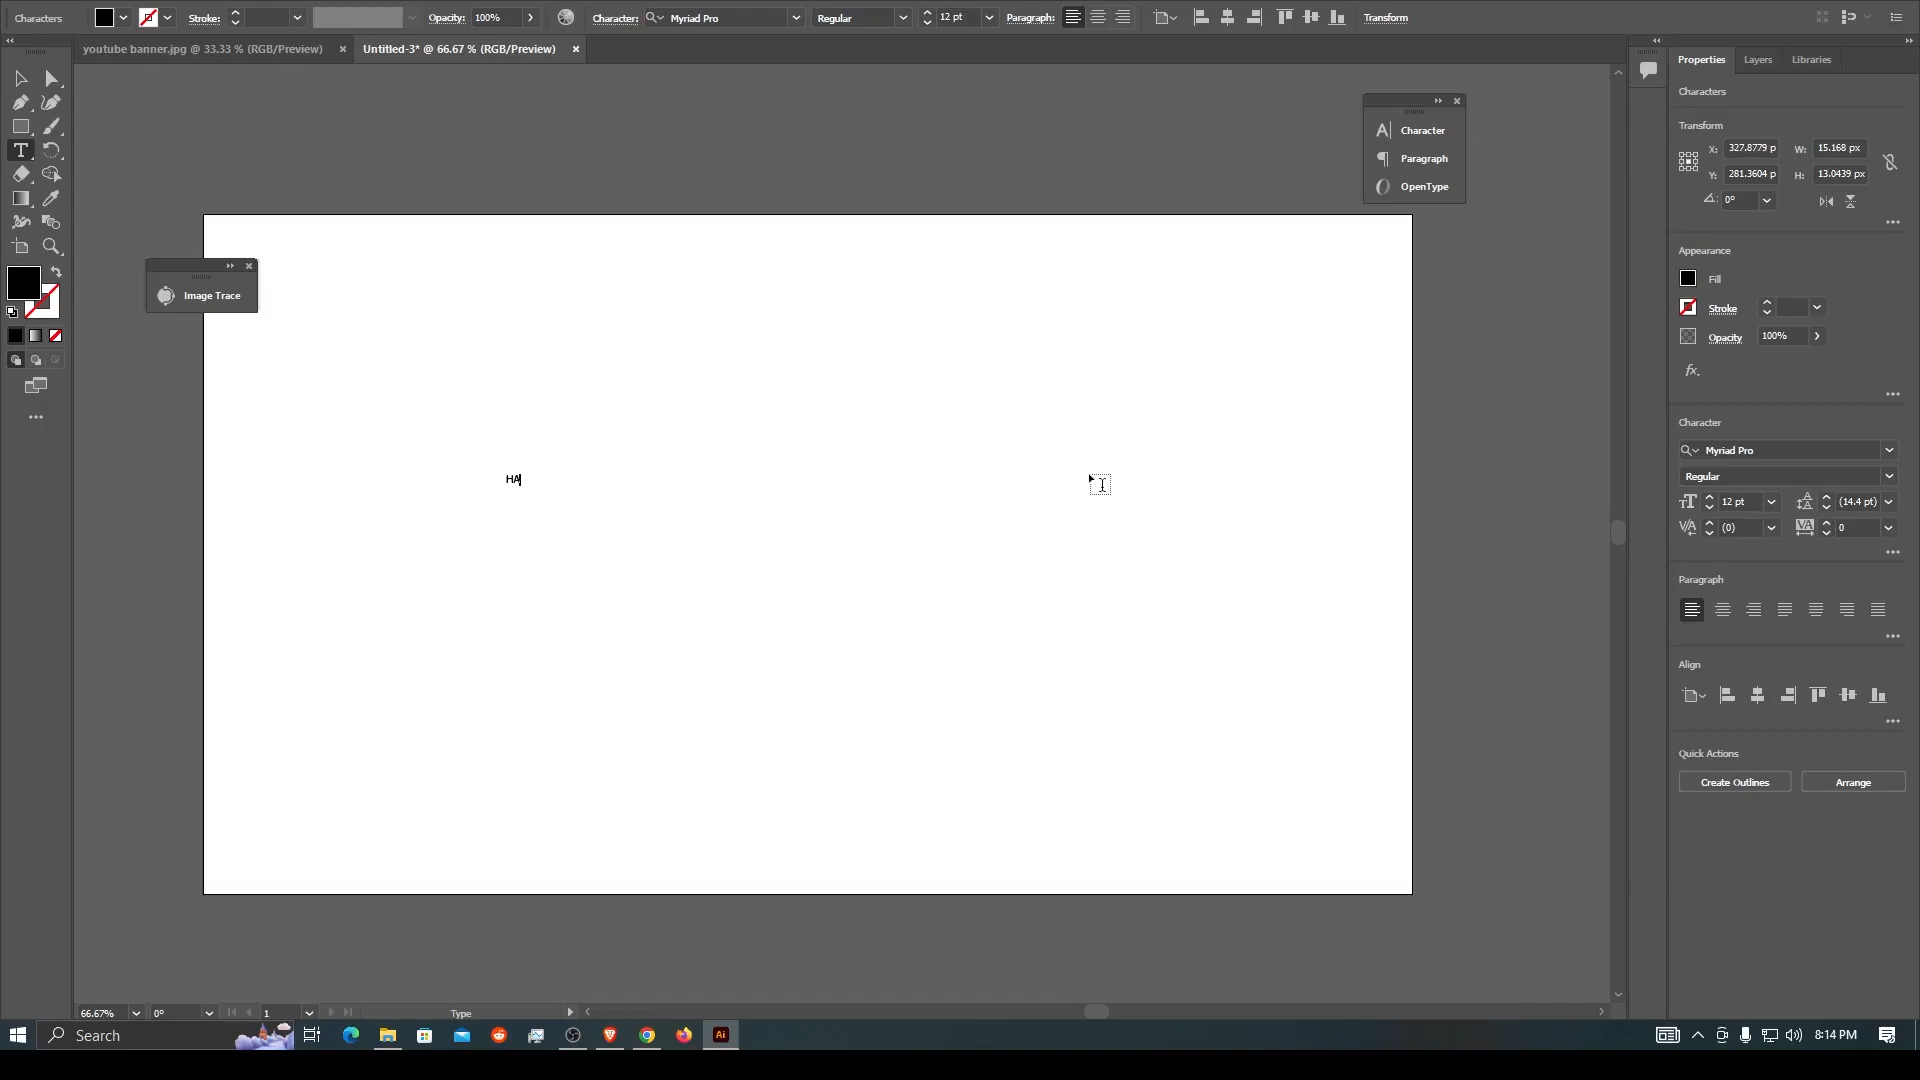 Characters
Stroke:
Opacity: 100%
Character: Myriad Pro
Regular
12 pt
Paragraph:
Transform
youtube banner.jpg @ 33.33 % (RGB/Preview)
Untitled-3* @ 66.67 % (RGB/Preview)
Properties
Layers
Libraries
Characters
Transform
X: 327.8779 p
W: 15.168 px
Y: 281.3604 p
H: 13.0439 px
0°
Appearance
Fill
Stroke
Opacity 100%
fx.
Character
Myriad Pro
Regular
12 pt
(14.4 pt)
(0)
0
Paragraph
Align
Quick Actions
Create Outlines
Arrange
Character
Paragraph
OpenType
Image Trace
HA
66.67%
0°
1
Type
Search
Ai
8:14 PM